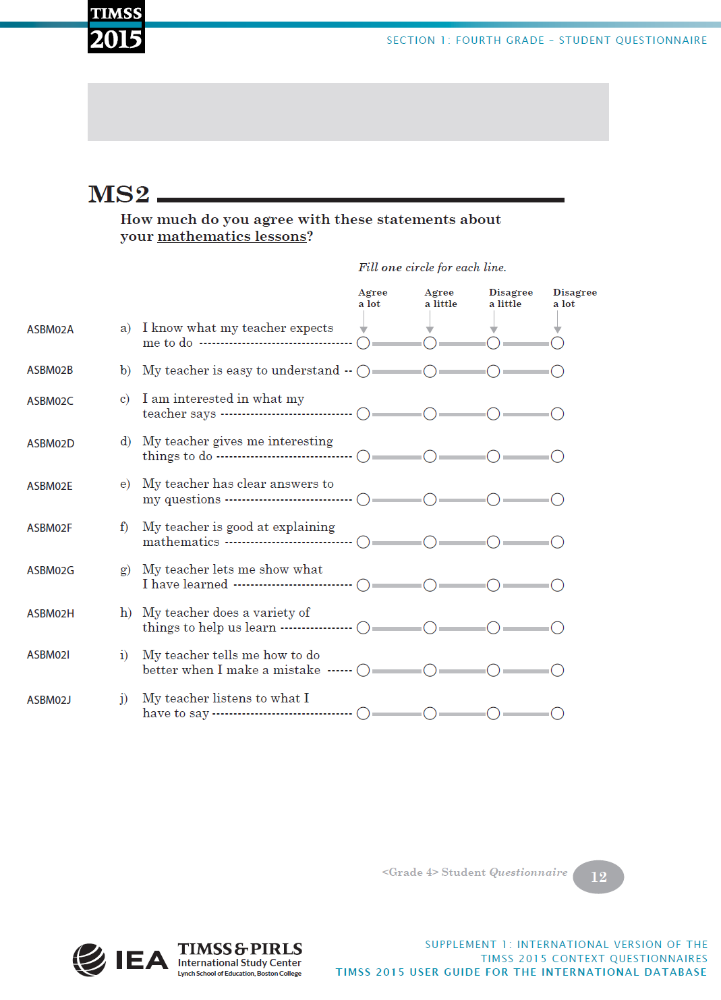 TIMSS
2015
SECTION 1: FOURTH GRADE – STUDENT QUESTIONNAIRE
MS2
How much do you agree with these statements about
your mathematics lessons?
Fill one circle for each line.
Agree a lot Agree a little Disagree a little Disagree a lot
ASBM02A a) I know what my teacher expects
me to do
ASBM02B b) My teacher is easy to understand
ASBM02C c) I am interested in what my
teacher says
ASBM02D d) My teacher gives me interesting
things to do
ASBM02E e) My teacher has clear answers to
my questions
ASBM02F f) My teacher is good at explaining
mathematics
ASBM02G g) My teacher lets me show what
I have learned
ASBM02H h) My teacher does a variety of
things to help us learn
ASBM02I i) My teacher tells me how to do
better when I make a mistake
ASBM02J j) My teacher listens to what I
have to say
<Grade 4> Student Questionnaire 12
IEA
TIMSS & PIRLS
International Study Center
Lynch School of Education, Boston College
SUPPLEMENT 1: INTERNATIONAL VERSION OF THE
TIMSS 2015 CONTEXT QUESTIONNAIRES
TIMSS 2015 USER GUIDE FOR THE INTERNATIONAL DATABASE